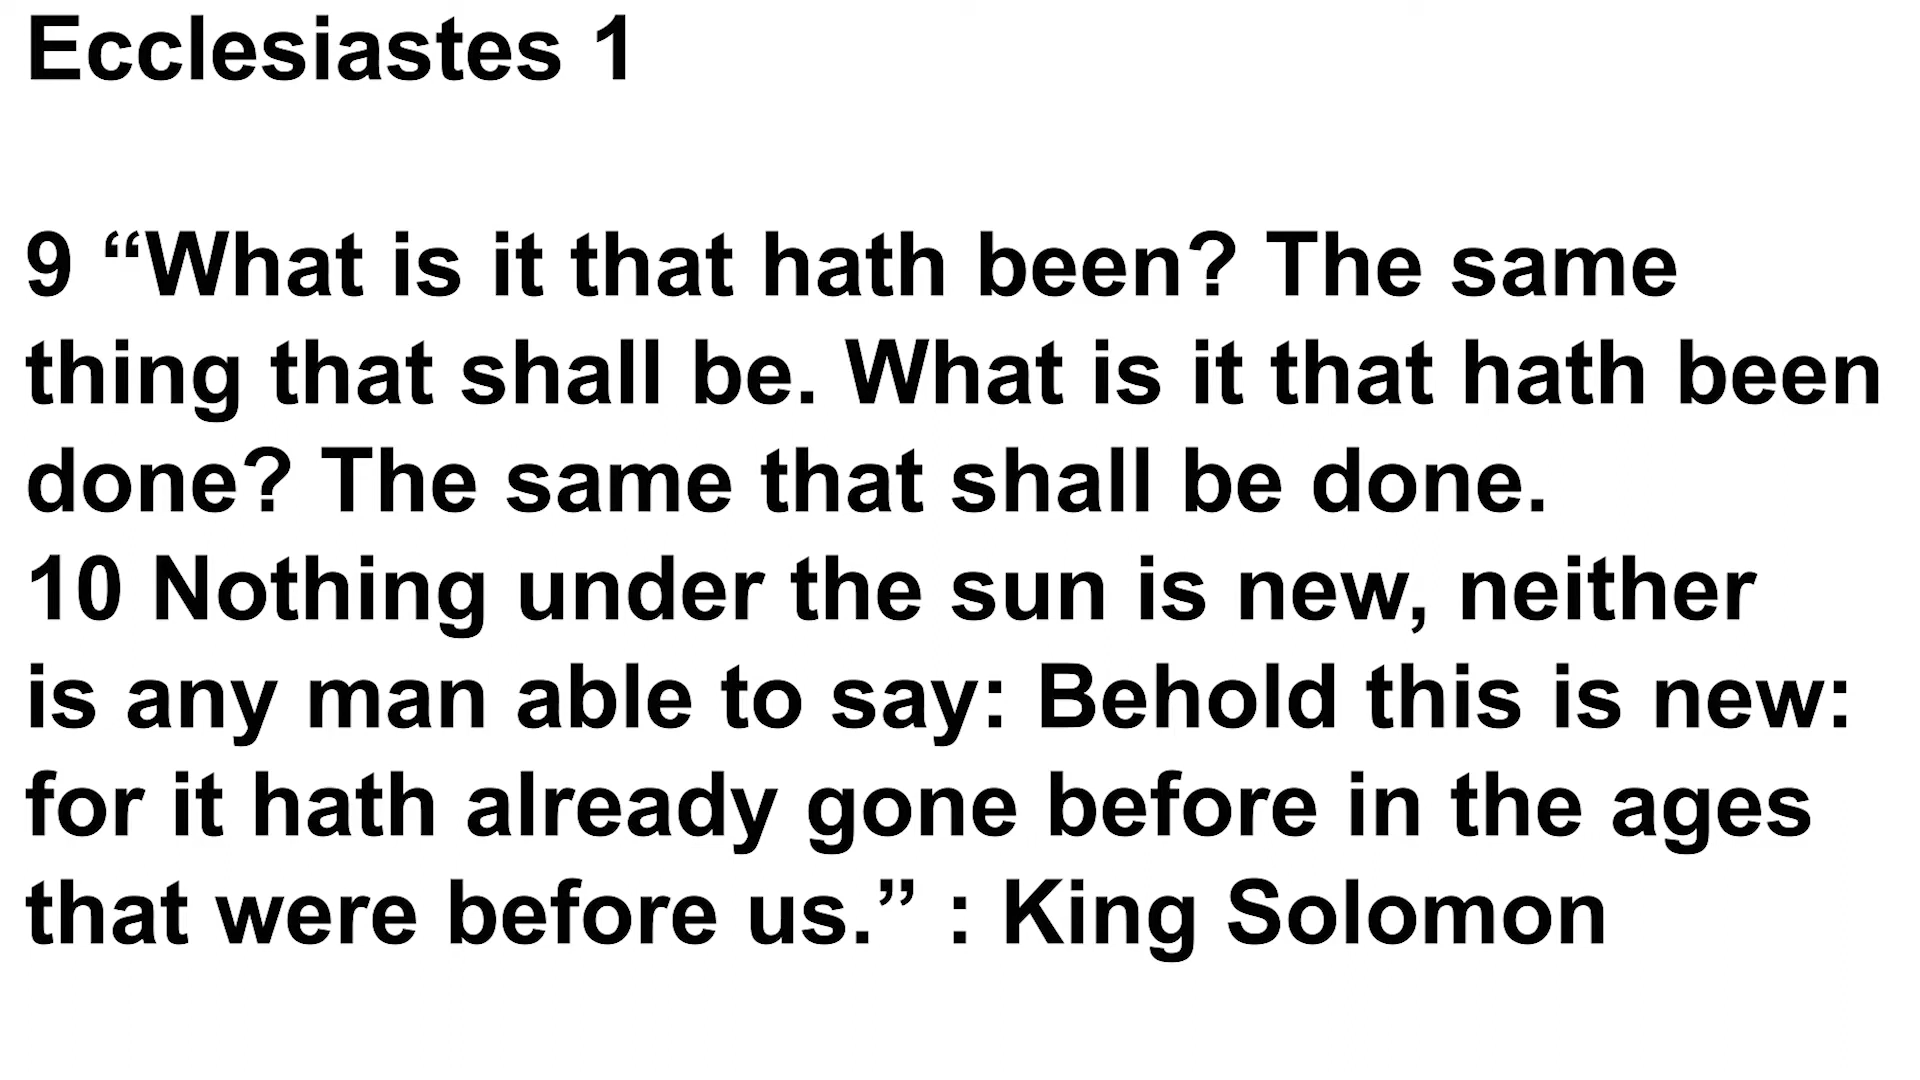 Ecclesiastes 1
9 “What is it that hath been? The same
thing that shall be. What is it that hath been
done? The same that shall be done.
10 Nothing under the sun is new, neither
is any man able to say: Behold this is new:
for it hath already gone before in the ages
that were before us.” : King Solomon